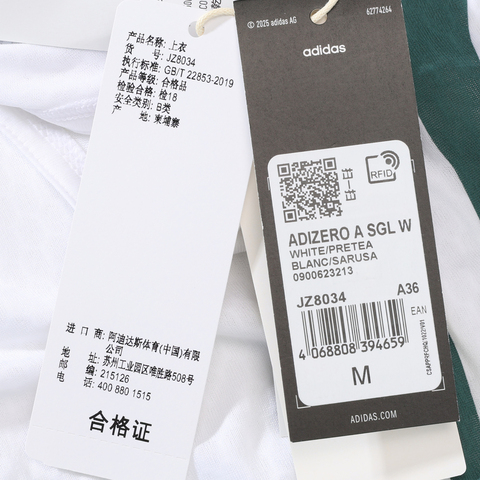 产品名称: 上衣
货 号: JZ8034
执行标准: GB/T 22853-2019
产品等级: 合格品
检验合格: 检18
安全类别: B类
产 地: 柬埔寨
进 口 商: 阿迪达斯体育(中国)有限
公司
地 址: 苏州工业园区唯胜路508号
邮 编: 215126
电 话: 400 880 1515
合格证
© 2025 adidas AG
62774264
adidas
RFID
ADIZERO A SGL W
WHITE/PRETEA
BLANC/SARUSA
0900623213
JZ8034
A36
EAN
4 068808 394659
M
ADIDAS.COM